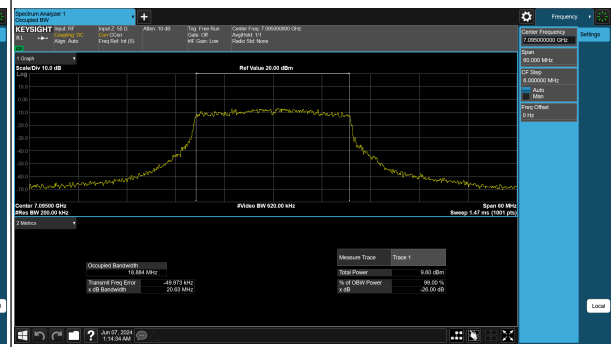 Spectrum Analyzer 1
Occupied BW
+
Frequency
KEYSIGHT
Input: RF
Input Z: 50 Ω
Atten: 10 dB
Trig: Free Run
Center Freq: 7.095000000 GHz
R L
Coupling: DC
Corr CCorr
Gate: Off
Avg|Hold: 1/1
Align: Auto
Freq Ref: Int (S)
#IF Gain: Low
Radio Std: None
Center Frequency
7.095000000 GHz
Settings
Span
60.000 MHz
CF Step
6.000000 MHz
Auto
Man
Freq Offset
0 Hz
1 Graph
Scale/Div 10.0 dB
Ref Value 20.00 dBm
Log
10.0
0.00
-10.0
-20.0
-30.0
-40.0
-50.0
-60.0
-70.0
Center 7.09500 GHz
#Video BW 620.00 kHz
Span 60 MHz
#Res BW 200.00 kHz
Sweep 1.47 ms (1001 pts)
2 Metrics
Measure Trace
Trace 1
Occupied Bandwidth
18.884 MHz
Total Power
9.60 dBm
Transmit Freq Error
-49.973 kHz
% of OBW Power
99.00 %
x dB Bandwidth
20.63 MHz
x dB
-26.00 dB
Local
?
Jun 07, 2024
1:14:34 AM